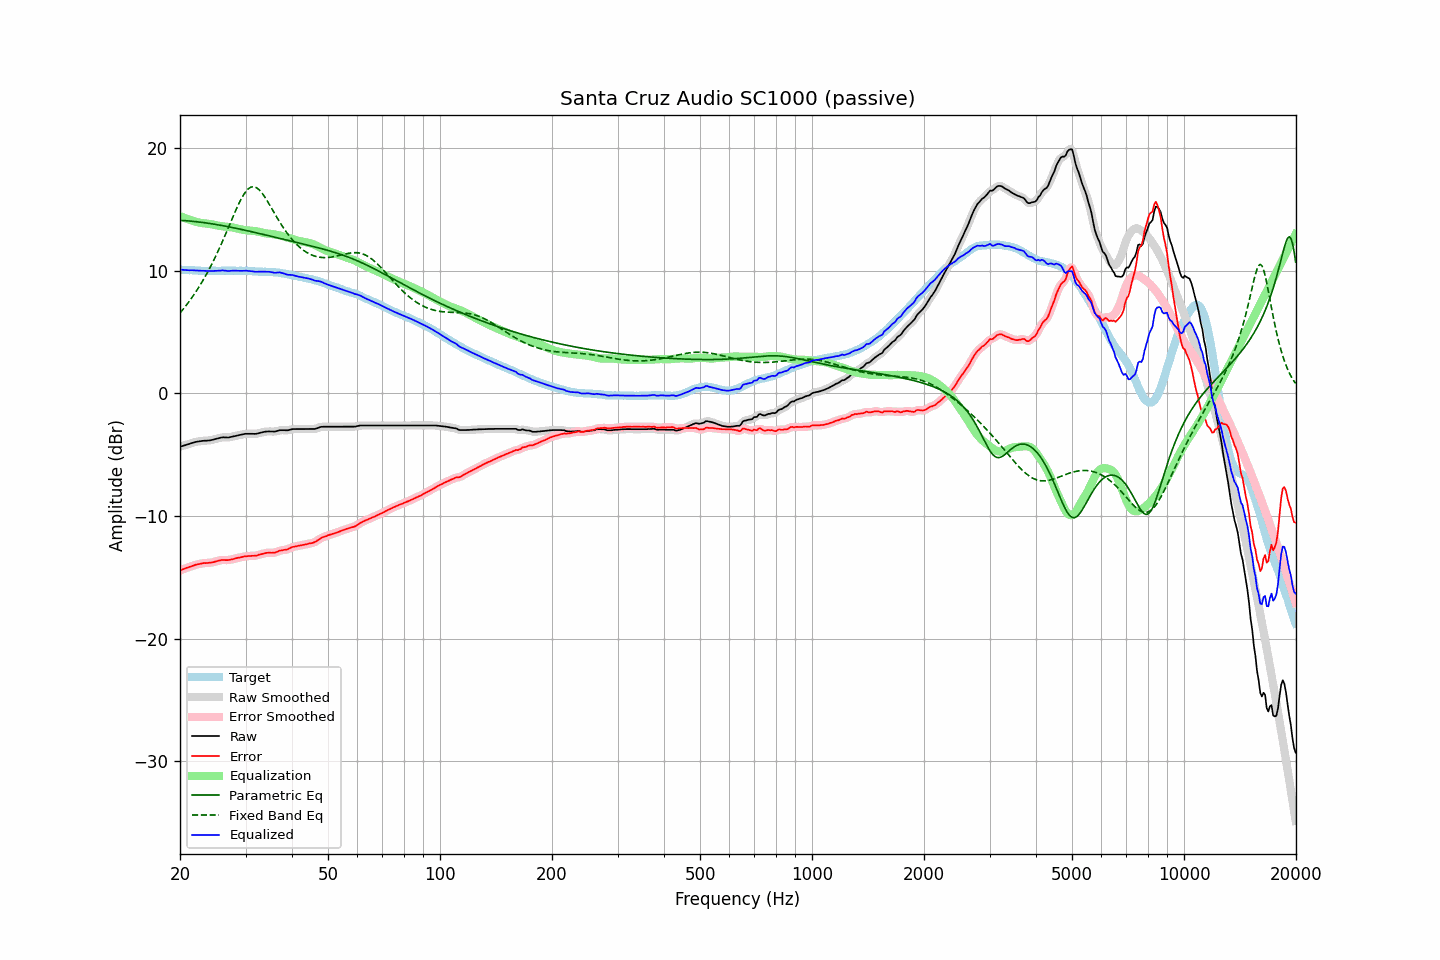 Santa Cruz Audio SC1000 (passive)
Amplitude (dBr)
20
10
0
−10
−20
−30
Target
Raw Smoothed
Error Smoothed
Raw
Error
Equalization
Parametric Eq
Fixed Band Eq
Equalized
20 50 100 200 500 1000 2000 5000 10000 20000
Frequency (Hz)